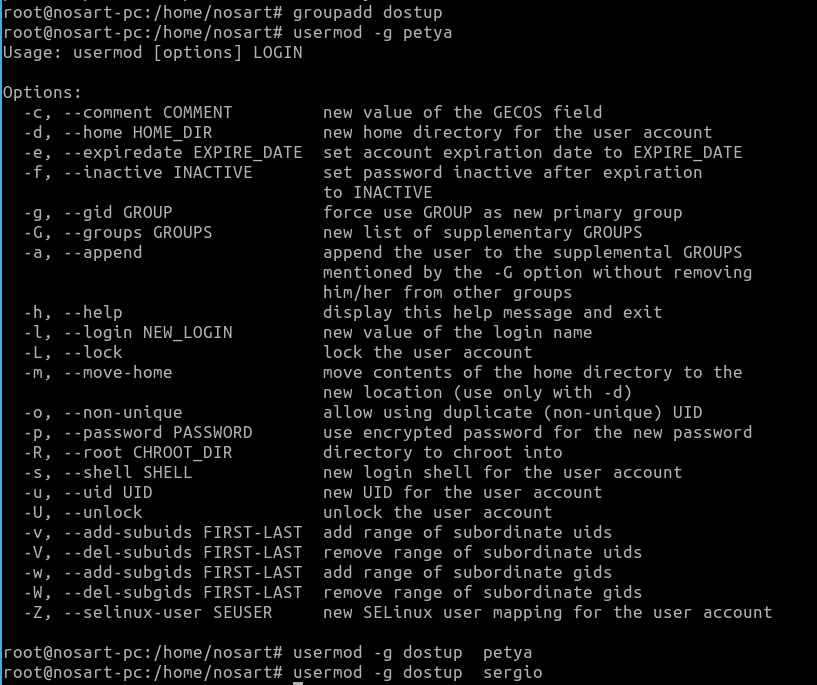 root@nosart-pc:/home/nosart# groupadd dostup
root@nosart-pc:/home/nosart# usermod -g petya
Usage: usermod [options] LOGIN

Options:
  -c, --comment COMMENT         new value of the GECOS field
  -d, --home HOME_DIR           new home directory for the user account
  -e, --expiredate EXPIRE_DATE  set account expiration date to EXPIRE_DATE
  -f, --inactive INACTIVE       set password inactive after expiration
                                to INACTIVE
  -g, --gid GROUP               force use GROUP as new primary group
  -G, --groups GROUPS           new list of supplementary GROUPS
  -a, --append                  append the user to the supplemental GROUPS
                                mentioned by the -G option without removing
                                him/her from other groups
  -h, --help                    display this help message and exit
  -l, --login NEW_LOGIN         new value of the login name
  -L, --lock                    lock the user account
  -m, --move-home               move contents of the home directory to the
                                new location (use only with -d)
  -o, --non-unique              allow using duplicate (non-unique) UID
  -p, --password PASSWORD       use encrypted password for the new password
  -R, --root CHROOT_DIR         directory to chroot into
  -s, --shell SHELL             new login shell for the user account
  -u, --uid UID                 new UID for the user account
  -U, --unlock                  unlock the user account
  -v, --add-subuids FIRST-LAST  add range of subordinate uids
  -V, --del-subuids FIRST-LAST  remove range of subordinate uids
  -w, --add-subgids FIRST-LAST  add range of subordinate gids
  -W, --del-subgids FIRST-LAST  remove range of subordinate gids
  -Z, --selinux-user SEUSER     new SELinux user mapping for the user account

root@nosart-pc:/home/nosart# usermod -g dostup  petya
root@nosart-pc:/home/nosart# usermod -g dostup  sergio